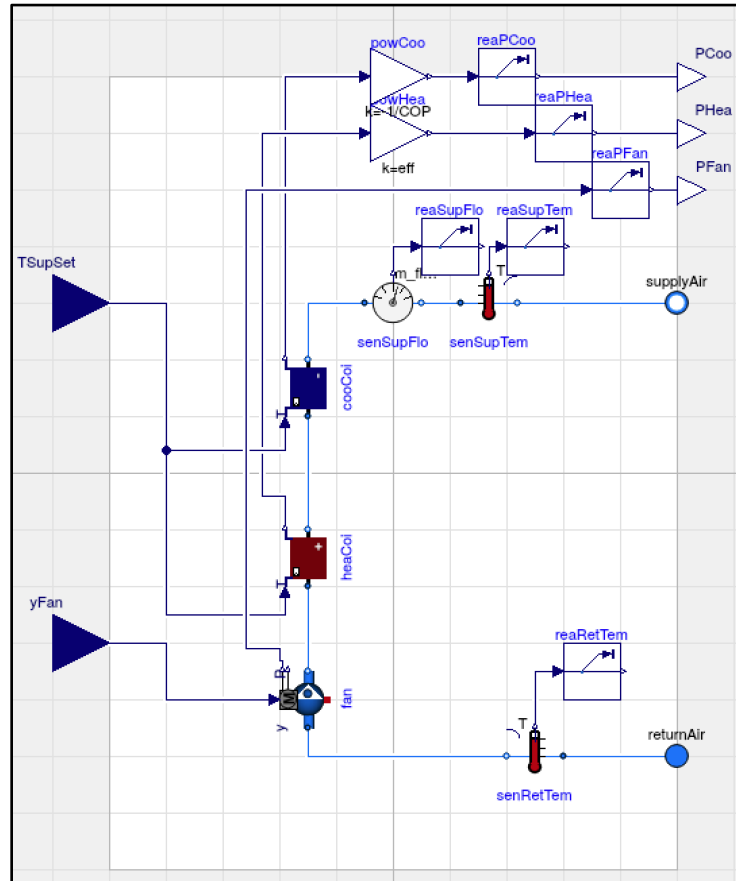 powCoo
reaPCoo
PCoo
k=-1/COP
powHea
reaPHea
PHea
k=eff
reaPFan
PFan
reaSupFlo
reaSupTem
TSupSet
m_fl...
T
supplyAir
senSupFlo
senSupTem
cooCoi
T
heaCoi
T
yFan
reaRetTem
P
M
fan
y
T
returnAir
senRetTem